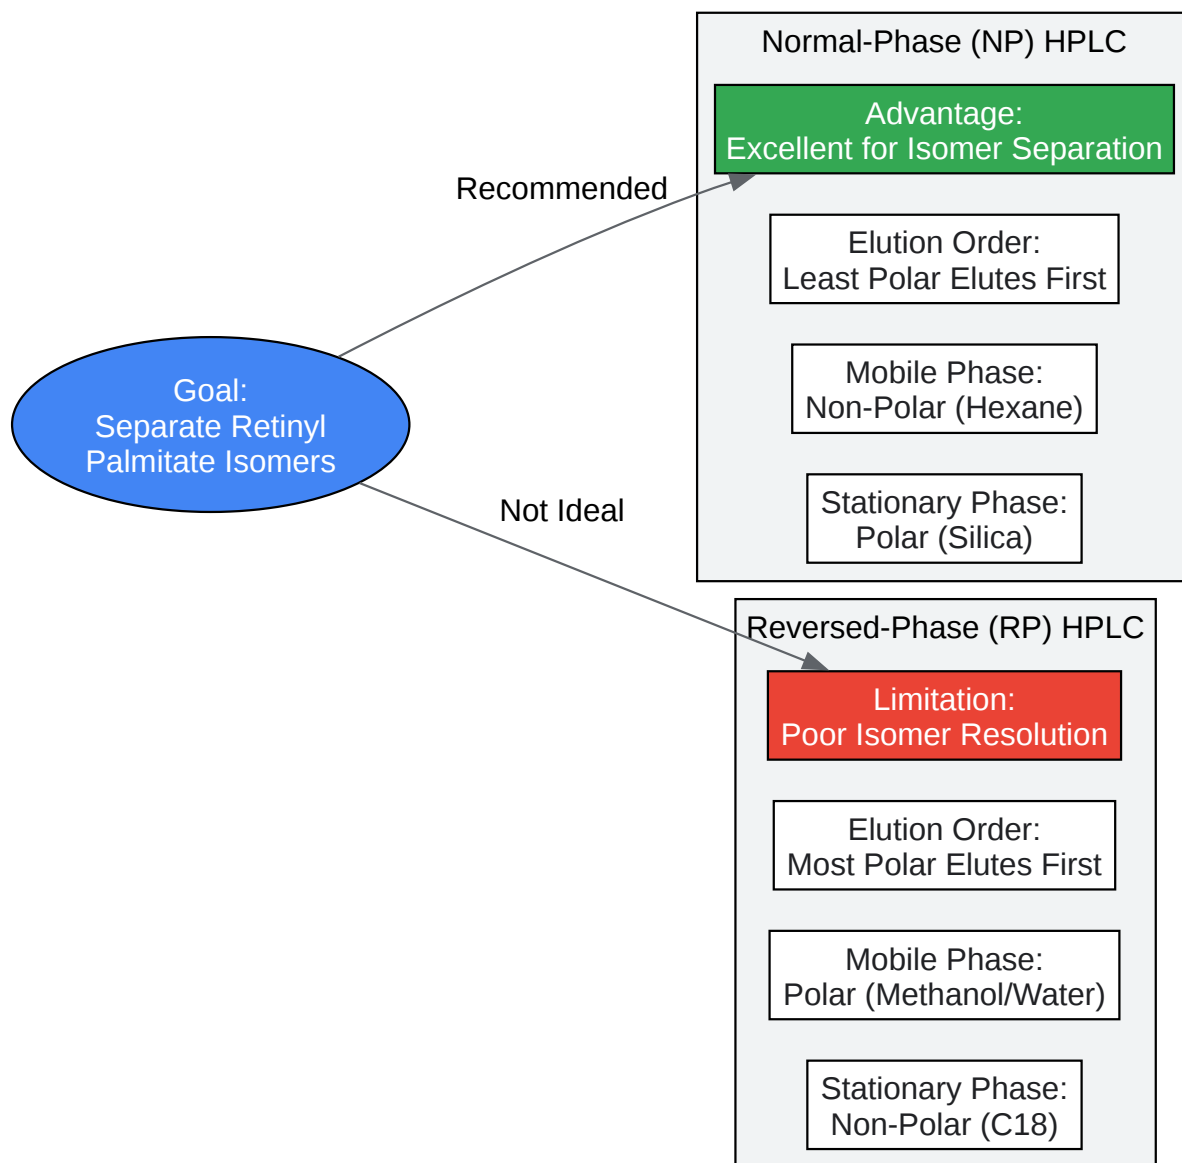 Goal:
Separate Retinyl
Palmitate Isomers
Recommended
Not Ideal
Normal-Phase (NP) HPLC
Advantage:
Excellent for Isomer Separation
Elution Order:
Least Polar Elutes First
Mobile Phase:
Non-Polar (Hexane)
Stationary Phase:
Polar (Silica)
Reversed-Phase (RP) HPLC
Limitation:
Poor Isomer Resolution
Elution Order:
Most Polar Elutes First
Mobile Phase:
Polar (Methanol/Water)
Stationary Phase:
Non-Polar (C18)